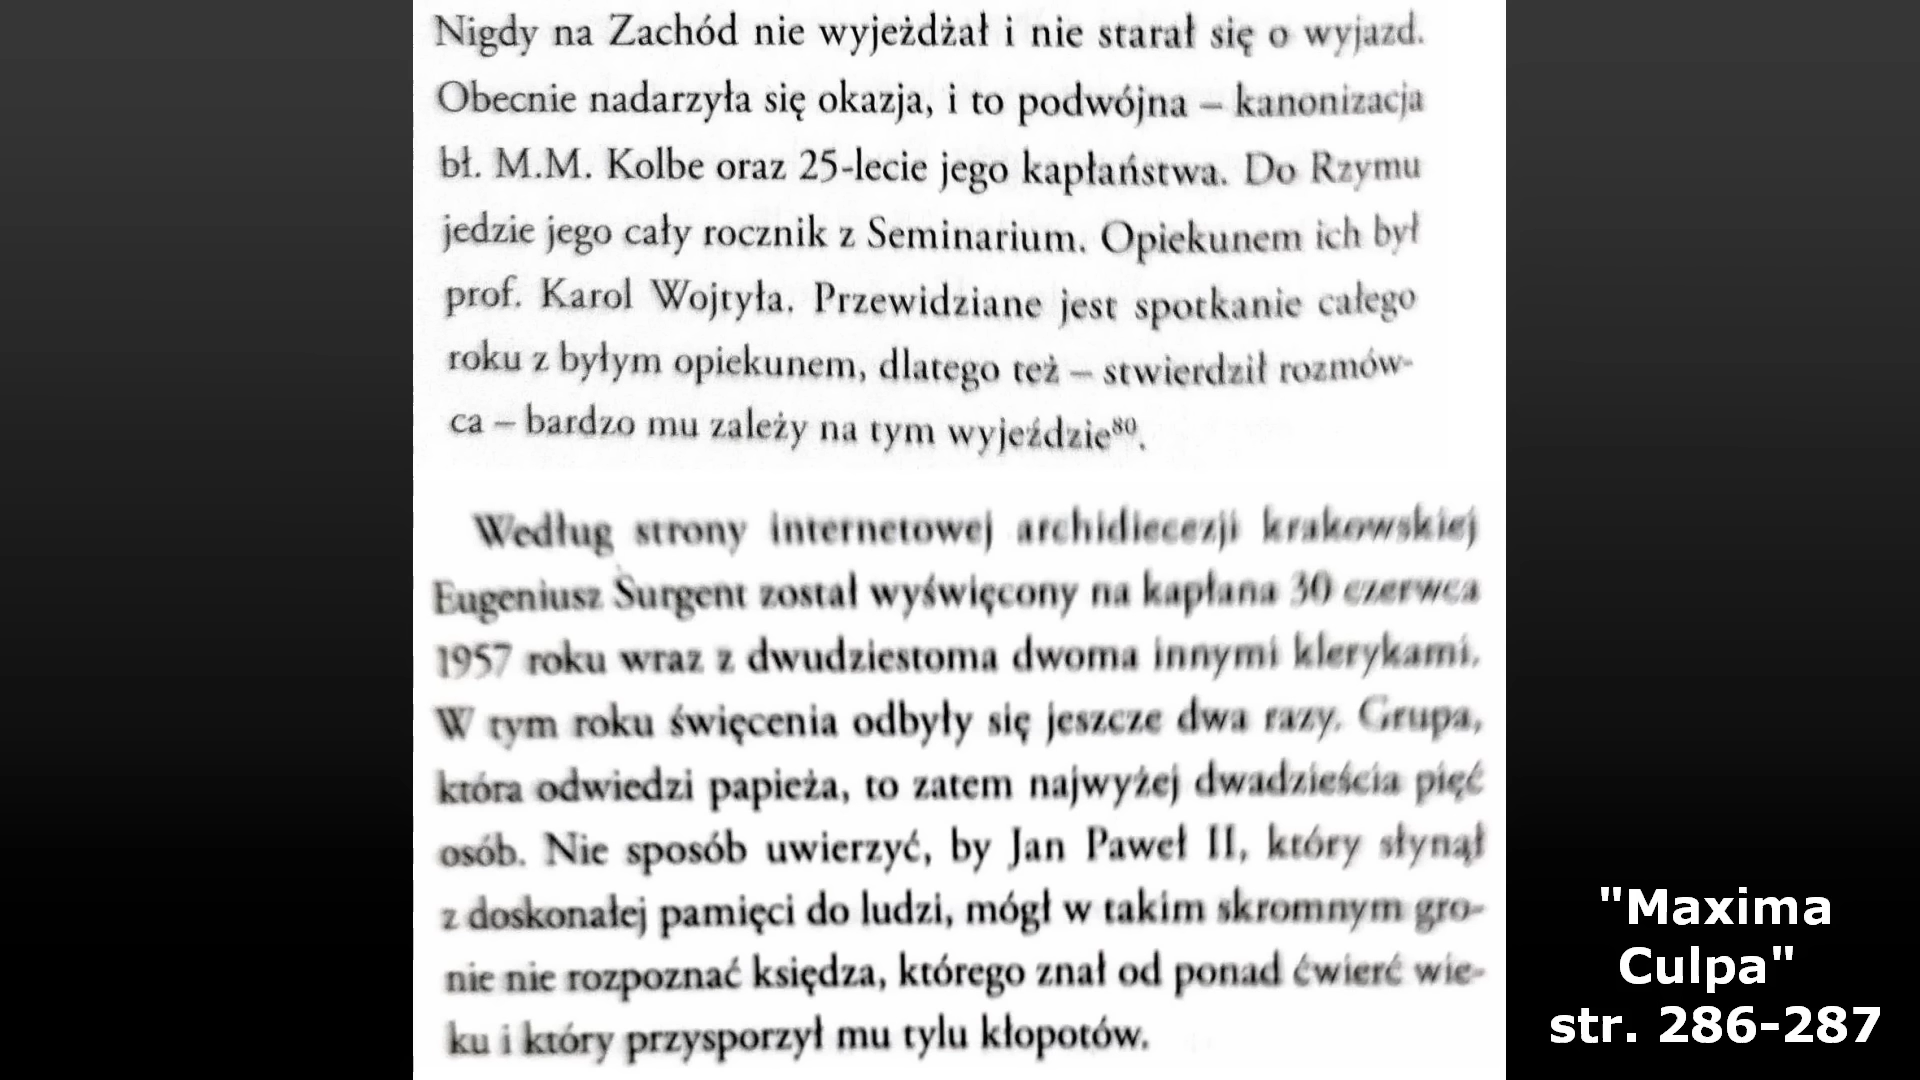 Nigdy na Zachód nie wyjeżdżał i nie starał się o wyjazd.
Obecnie nadarzyła się okazja, i to podwójna – kanonizacja
bł. M.M. Kolbe oraz 25-lecie jego kapłaństwa. Do Rzymu
jedzie jego cały rocznik z Seminarium. Opiekunem ich był
prof. Karol Wojtyła. Przewidziane jest spotkanie całego
roku z byłym opiekunem, dlatego też – stwierdził rozmów-
ca – bardzo mu zależy na tym wyjeździe⁸⁰.
Według strony internetowej archidiecezji krakowskiej
Eugeniusz Surgent został wyświęcony na kapłana 30 czerwca
1957 roku wraz z dwudziestoma dwoma innymi klerykami.
W tym roku święcenia odbyły się jeszcze dwa razy. Grupa,
która odwiedzi papieża, to zatem najwyżej dwadzieścia pięć
osób. Nie sposób uwierzyć, by Jan Paweł II, który słynął
z doskonałej pamięci do ludzi, mógł w takim skromnym gro-
nie nie rozpoznać księdza, którego znał od ponad ćwierć wie-
ku i który przysporzył mu tylu kłopotów.
"Maxima
Culpa"
str. 286-287